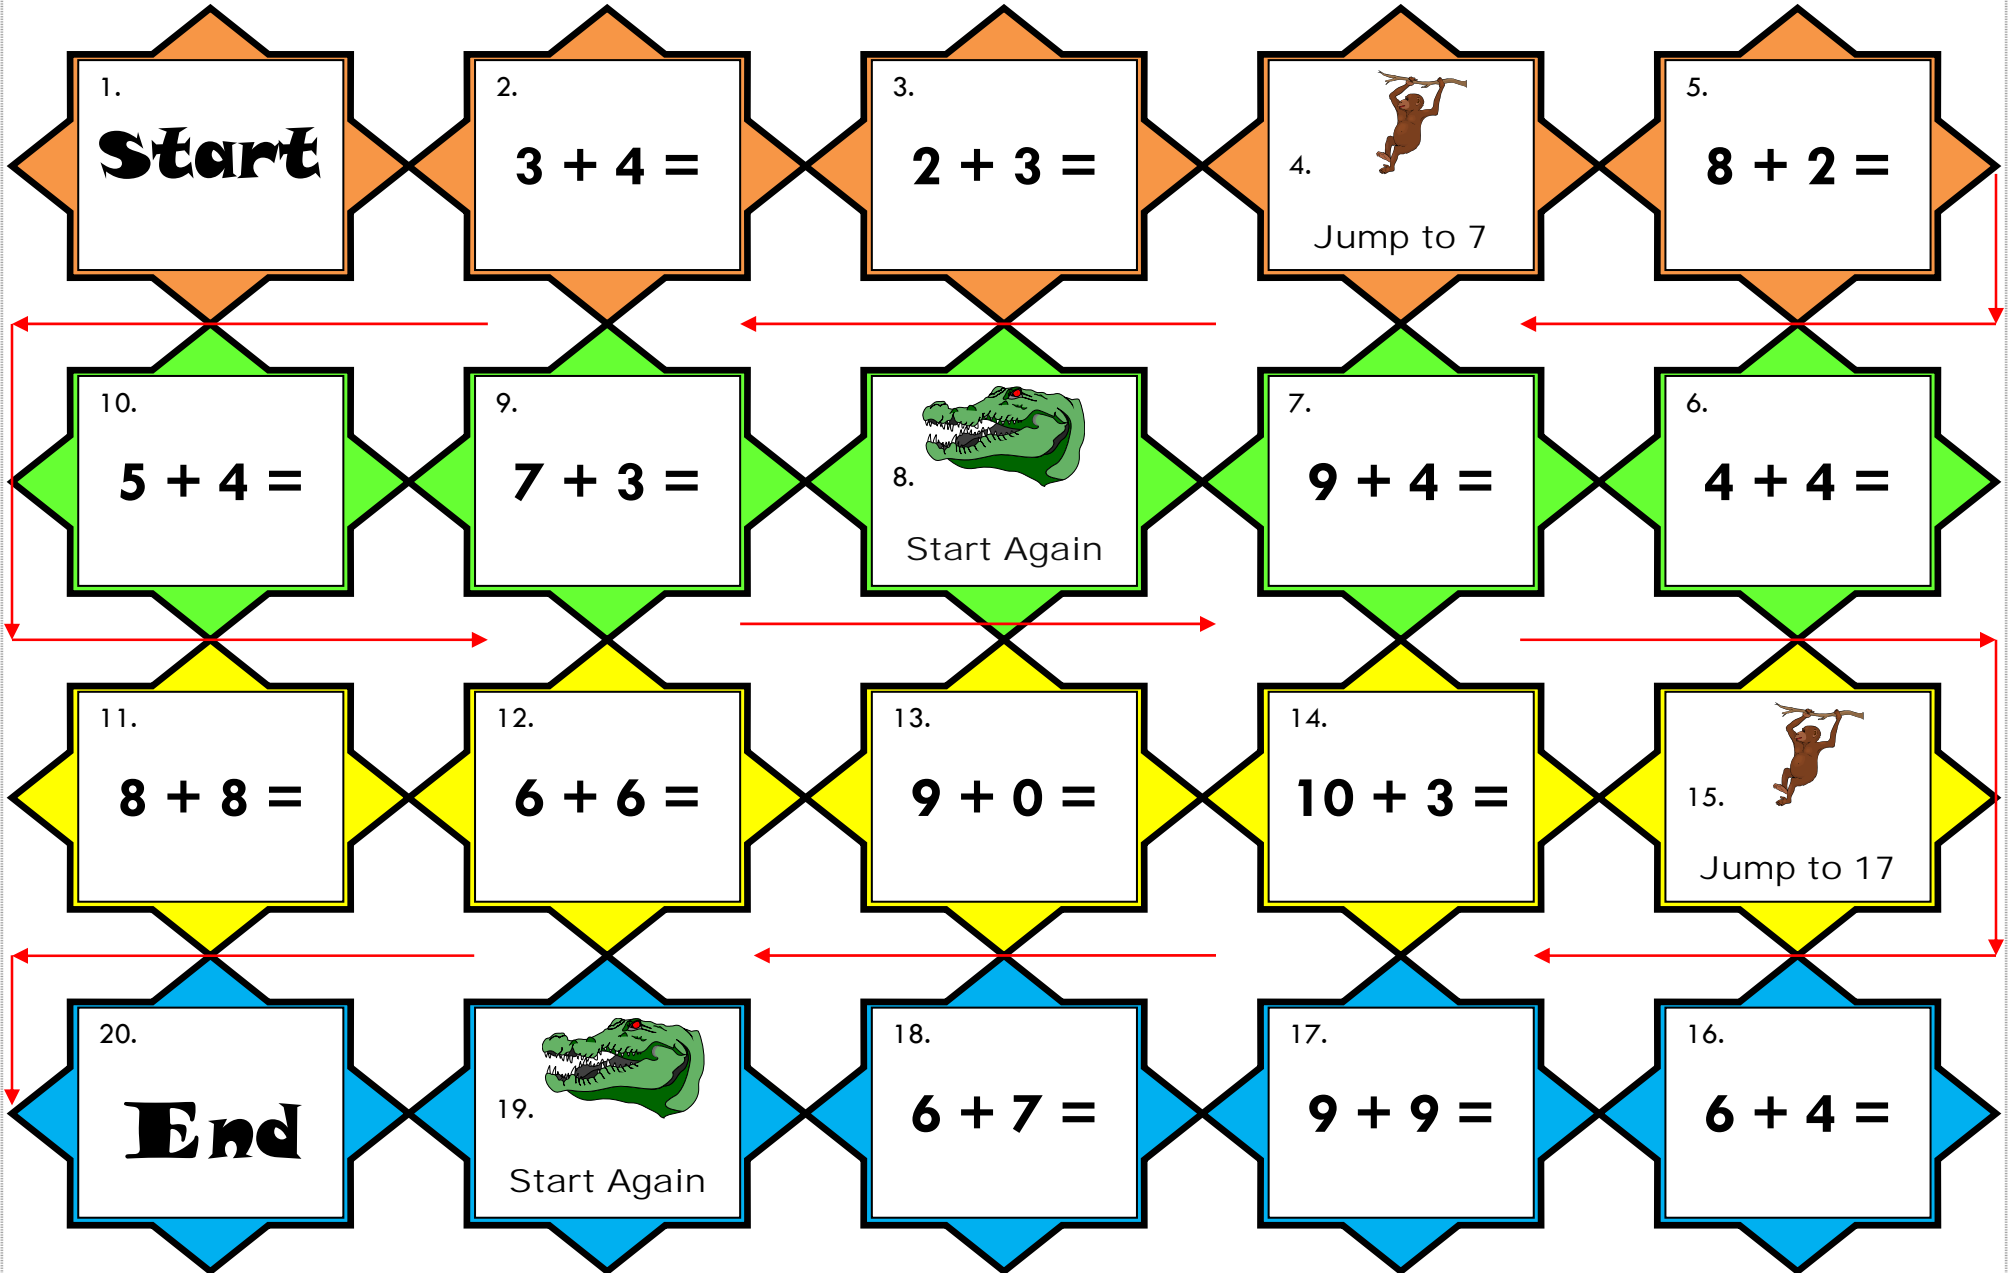 1.
Start
2.
3 + 4 =
3.
2 + 3 =
4.
Jump to 7
5.
8 + 2 =
10.
5 + 4 =
9.
7 + 3 =
8.
Start Again
7.
9 + 4 =
6.
4 + 4 =
11.
8 + 8 =
12.
6 + 6 =
13.
9 + 0 =
14.
10 + 3 =
15.
Jump to 17
20.
End
19.
Start Again
18.
6 + 7 =
17.
9 + 9 =
16.
6 + 4 =